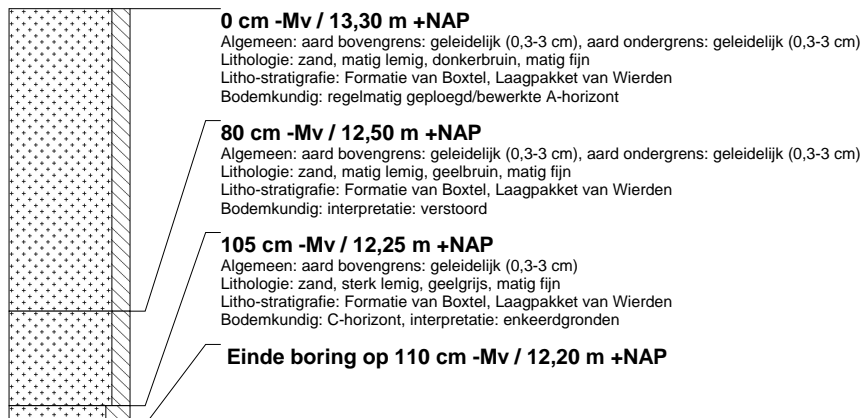 0 cm -Mv / 13,30 m +NAP
Algemeen: aard bovengrens: geleidelijk (0,3-3 cm), aard ondergrens: geleidelijk (0,3-3 cm)
Lithologie: zand, matig lemig, donkerbruin, matig fijn
Litho-stratigrafie: Formatie van Boxtel, Laagpakket van Wierden
Bodemkundig: regelmatig geploegd/bewerkte A-horizont
80 cm -Mv / 12,50 m +NAP
Algemeen: aard bovengrens: geleidelijk (0,3-3 cm), aard ondergrens: geleidelijk (0,3-3 cm)
Lithologie: zand, matig lemig, geelbruin, matig fijn
Litho-stratigrafie: Formatie van Boxtel, Laagpakket van Wierden
Bodemkundig: interpretatie: verstoord
105 cm -Mv / 12,25 m +NAP
Algemeen: aard bovengrens: geleidelijk (0,3-3 cm)
Lithologie: zand, sterk lemig, geelgrijs, matig fijn
Litho-stratigrafie: Formatie van Boxtel, Laagpakket van Wierden
Bodemkundig: C-horizont, interpretatie: enkeerdgronden
Einde boring op 110 cm -Mv / 12,20 m +NAP